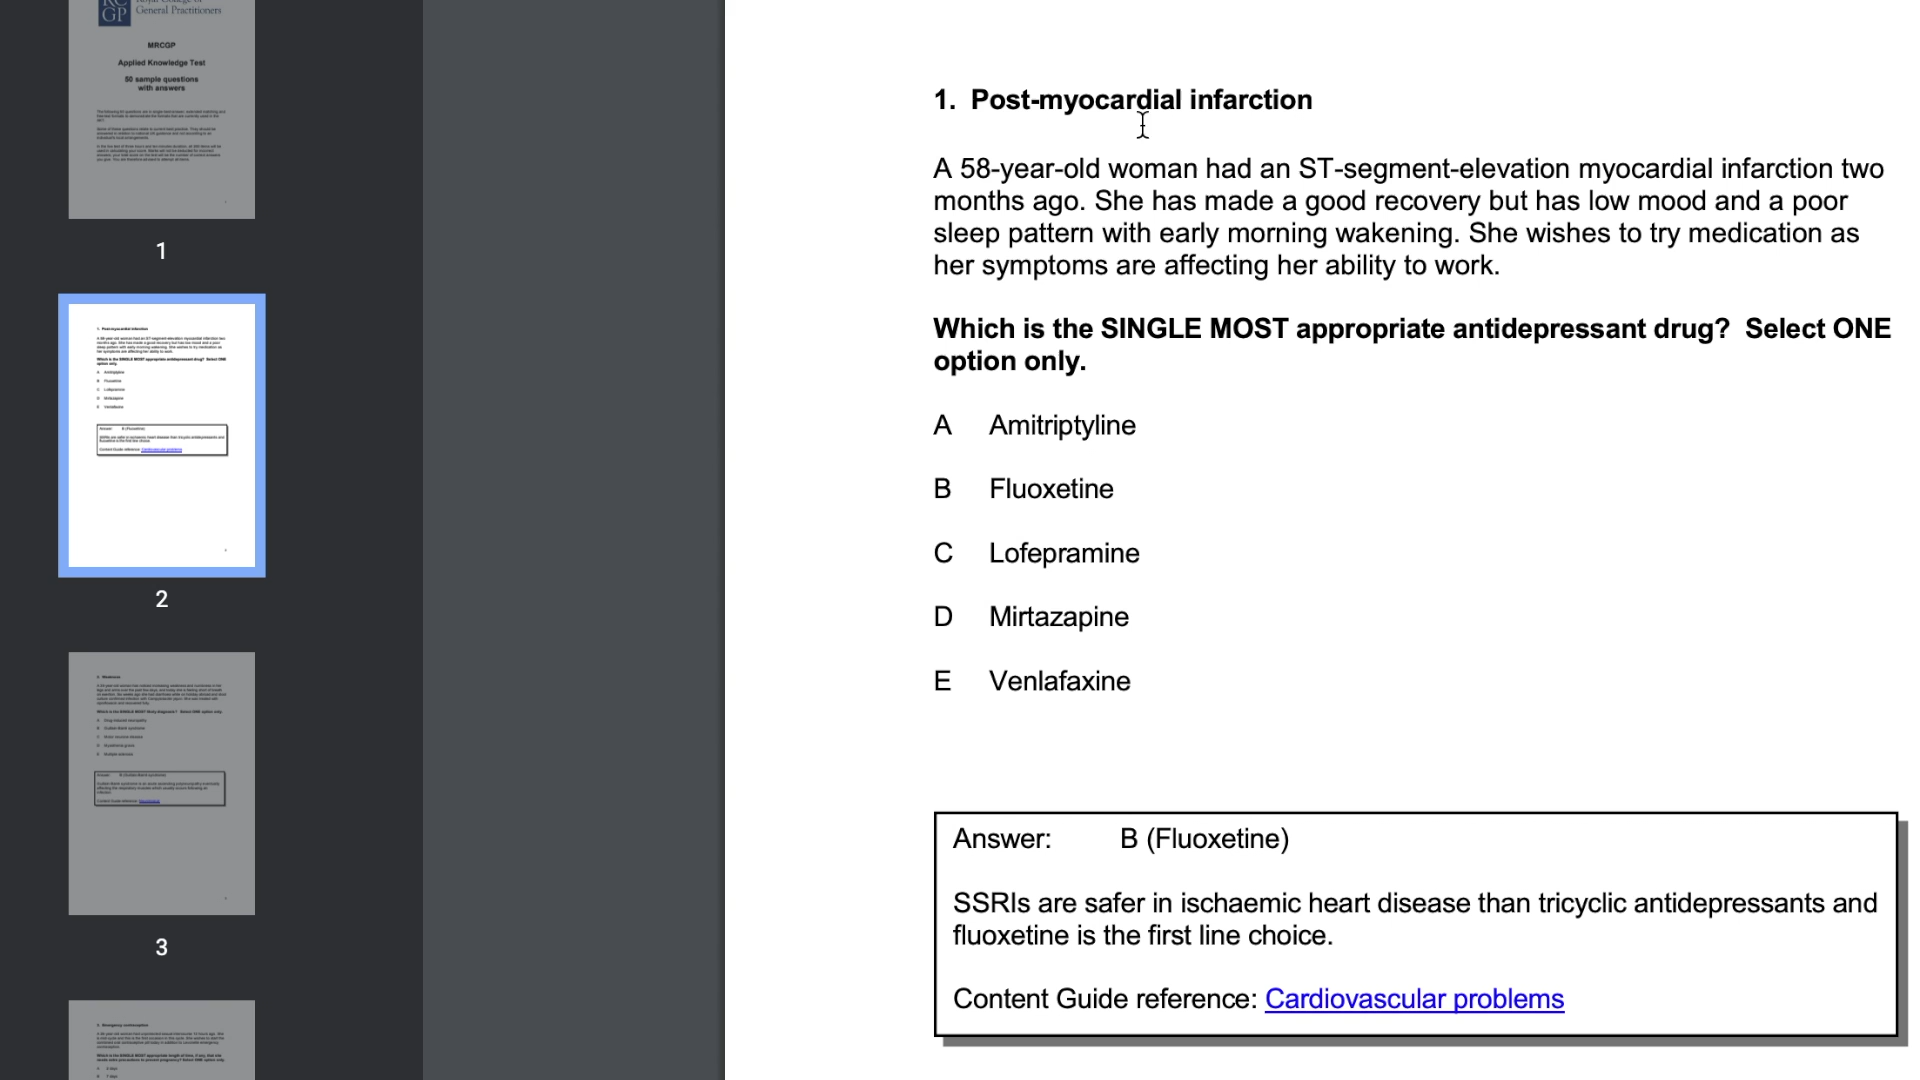 General Practitioners
MRCGP
Applied Knowledge Test
50 sample questions
with answers
1
2
3
1. Post-myocardial infarction
A 58-year-old woman had an ST-segment-elevation myocardial infarction two
months ago. She has made a good recovery but has low mood and a poor
sleep pattern with early morning wakening. She wishes to try medication as
her symptoms are affecting her ability to work.
Which is the SINGLE MOST appropriate antidepressant drug? Select ONE
option only.
A Amitriptyline
B Fluoxetine
C Lofepramine
D Mirtazapine
E Venlafaxine
Answer: B (Fluoxetine)
SSRIs are safer in ischaemic heart disease than tricyclic antidepressants and
fluoxetine is the first line choice.
Content Guide reference: Cardiovascular problems